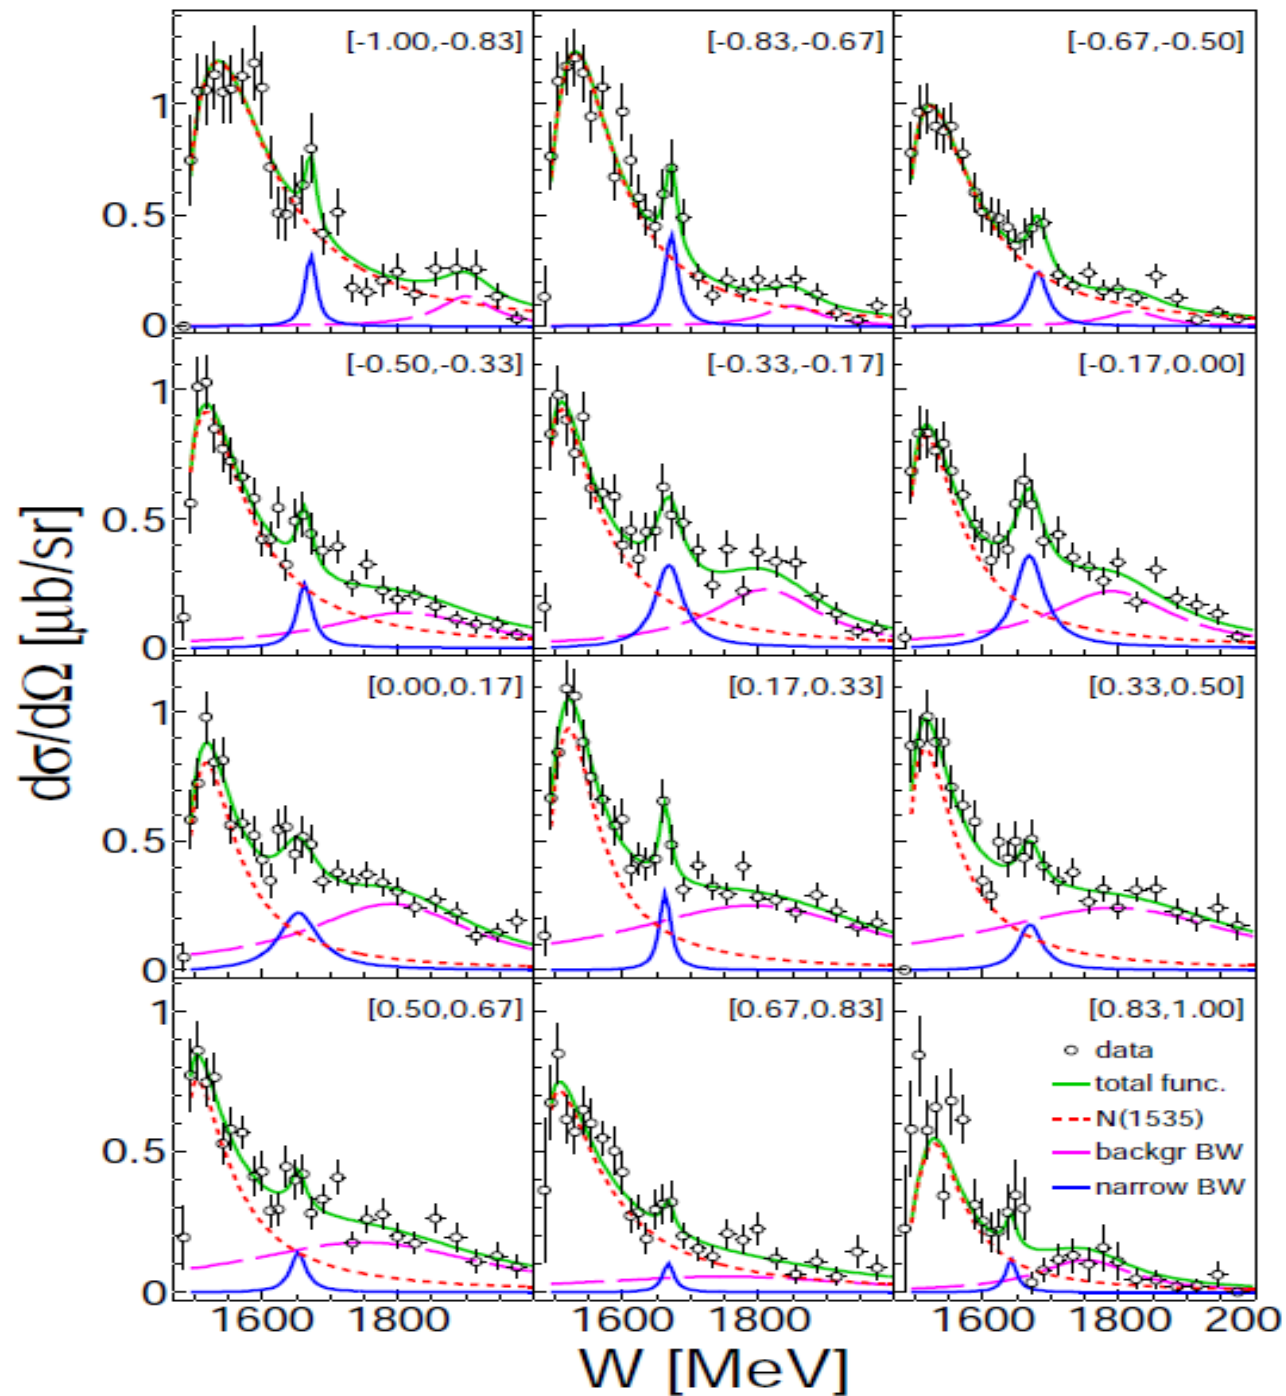 [-1.00,-0.83] [-0.83,-0.67] [-0.67,-0.50]
1
0.5
0
[-0.50,-0.33] [-0.33,-0.17] [-0.17,0.00]
1
0.5
0
[0.00,0.17] [0.17,0.33] [0.33,0.50]
1
0.5
0
[0.50,0.67] [0.67,0.83] [0.83,1.00]
1
0.5
0
data
total func.
N(1535)
backgr BW
narrow BW
1600 1800 1600 1800 1600 1800 200
W [MeV]
dσ/dΩ [μb/sr]